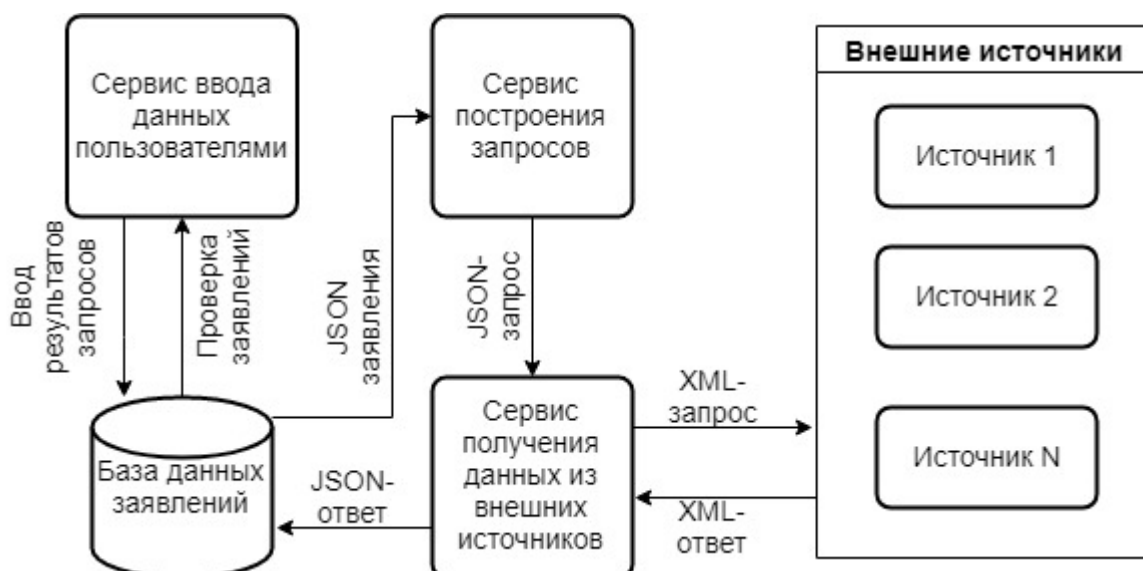 Сервис ввода
данных
пользователями
Сервис
построения
запросов
Внешние источники
Источник 1
Источник 2
Источник N
Ввод
результатов
запросов
Проверка
заявлений
JSON
заявления
JSON-
запрос
База данных
заявлений
JSON-
ответ
Сервис
получения
данных из
внешних
источников
XML-
запрос
XML-
ответ